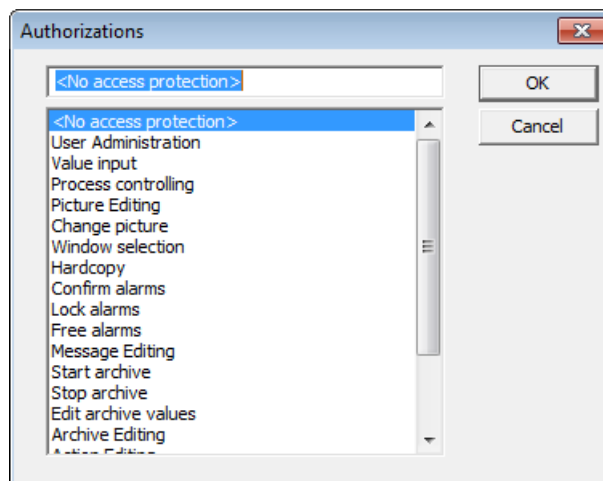 Authorizations
<No access protection>
OK
<No access protection>
Cancel
User Administration
Value input
Process controlling
Picture Editing
Change picture
Window selection
Hardcopy
Confirm alarms
Lock alarms
Free alarms
Message Editing
Start archive
Stop archive
Edit archive values
Archive Editing
Action Editing